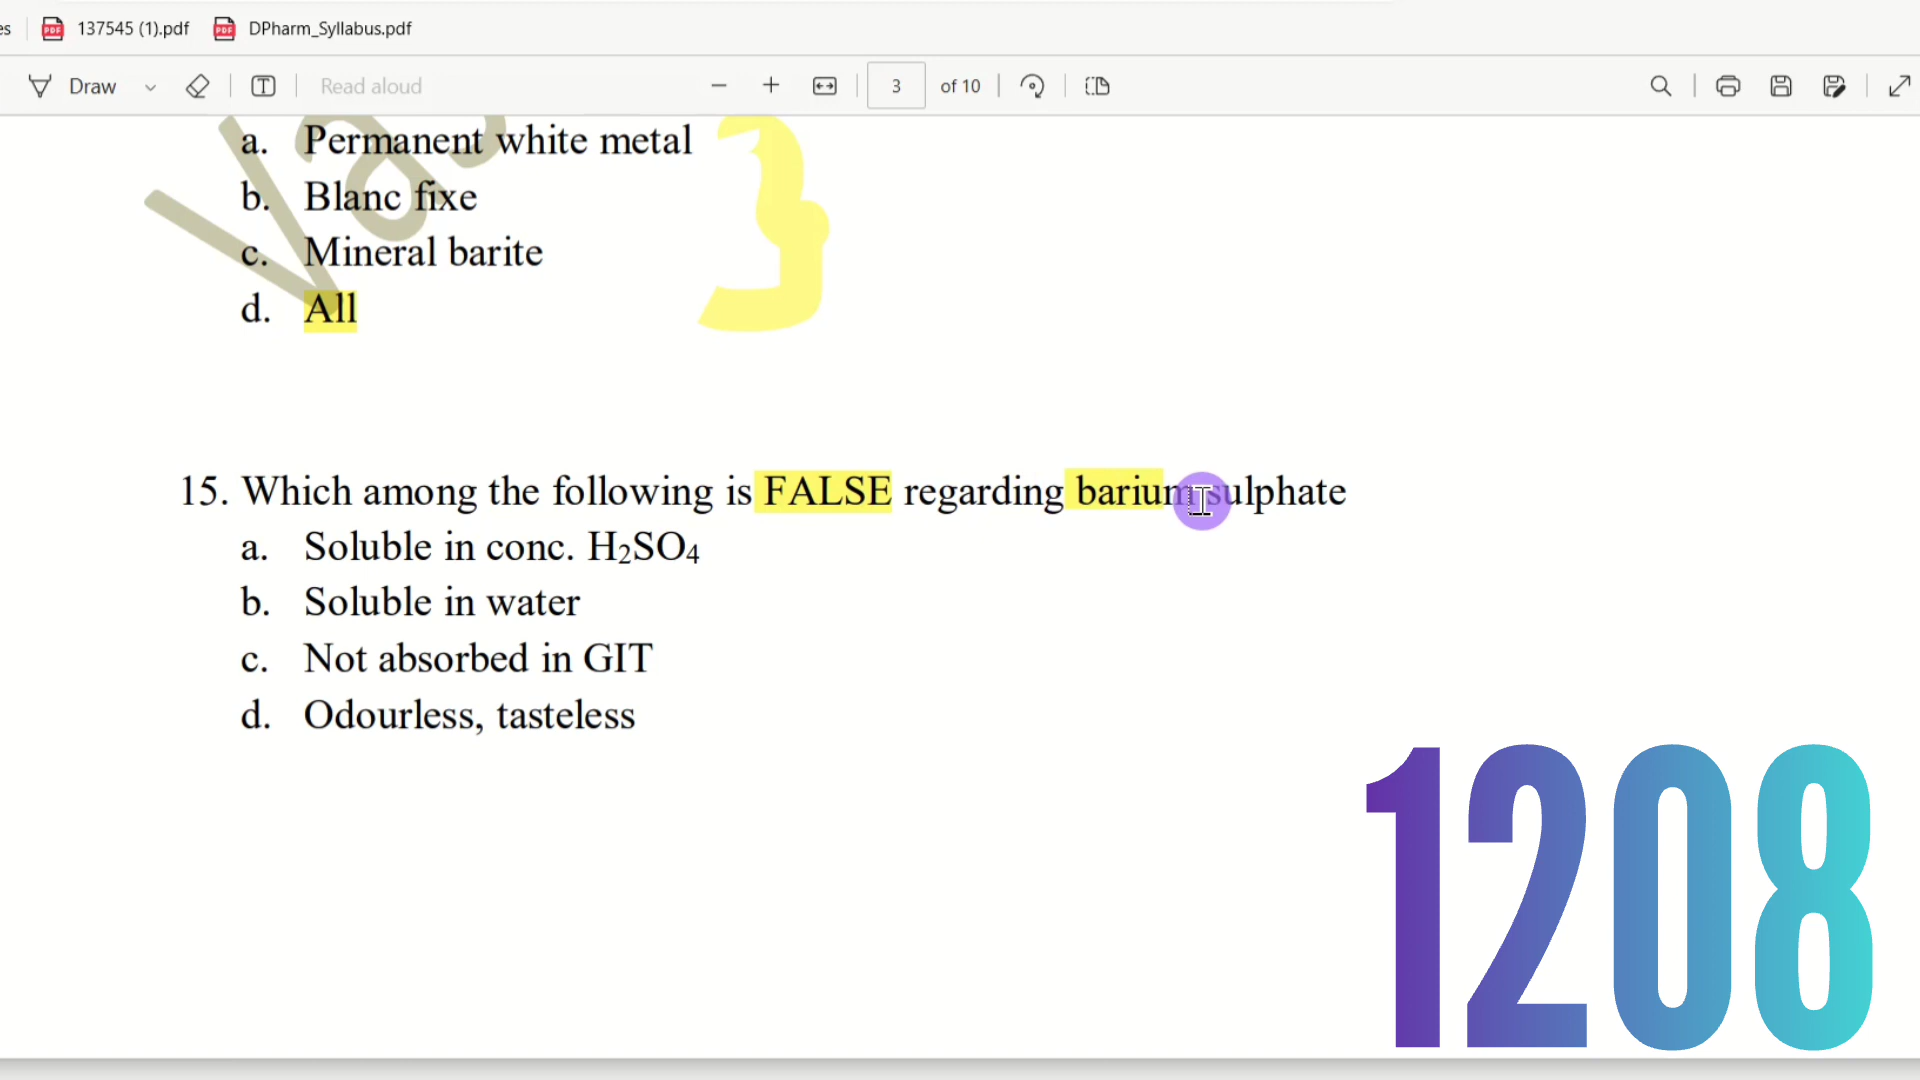 es 137545 (1).pdf DPharm_Syllabus.pdf
Draw Read aloud 3 of 10
a. Permanent white metal
b. Blanc fixe
c. Mineral barite
d. All
15. Which among the following is FALSE regarding barium sulphate
a. Soluble in conc. H₂SO₄
b. Soluble in water
c. Not absorbed in GIT
d. Odourless, tasteless
1208